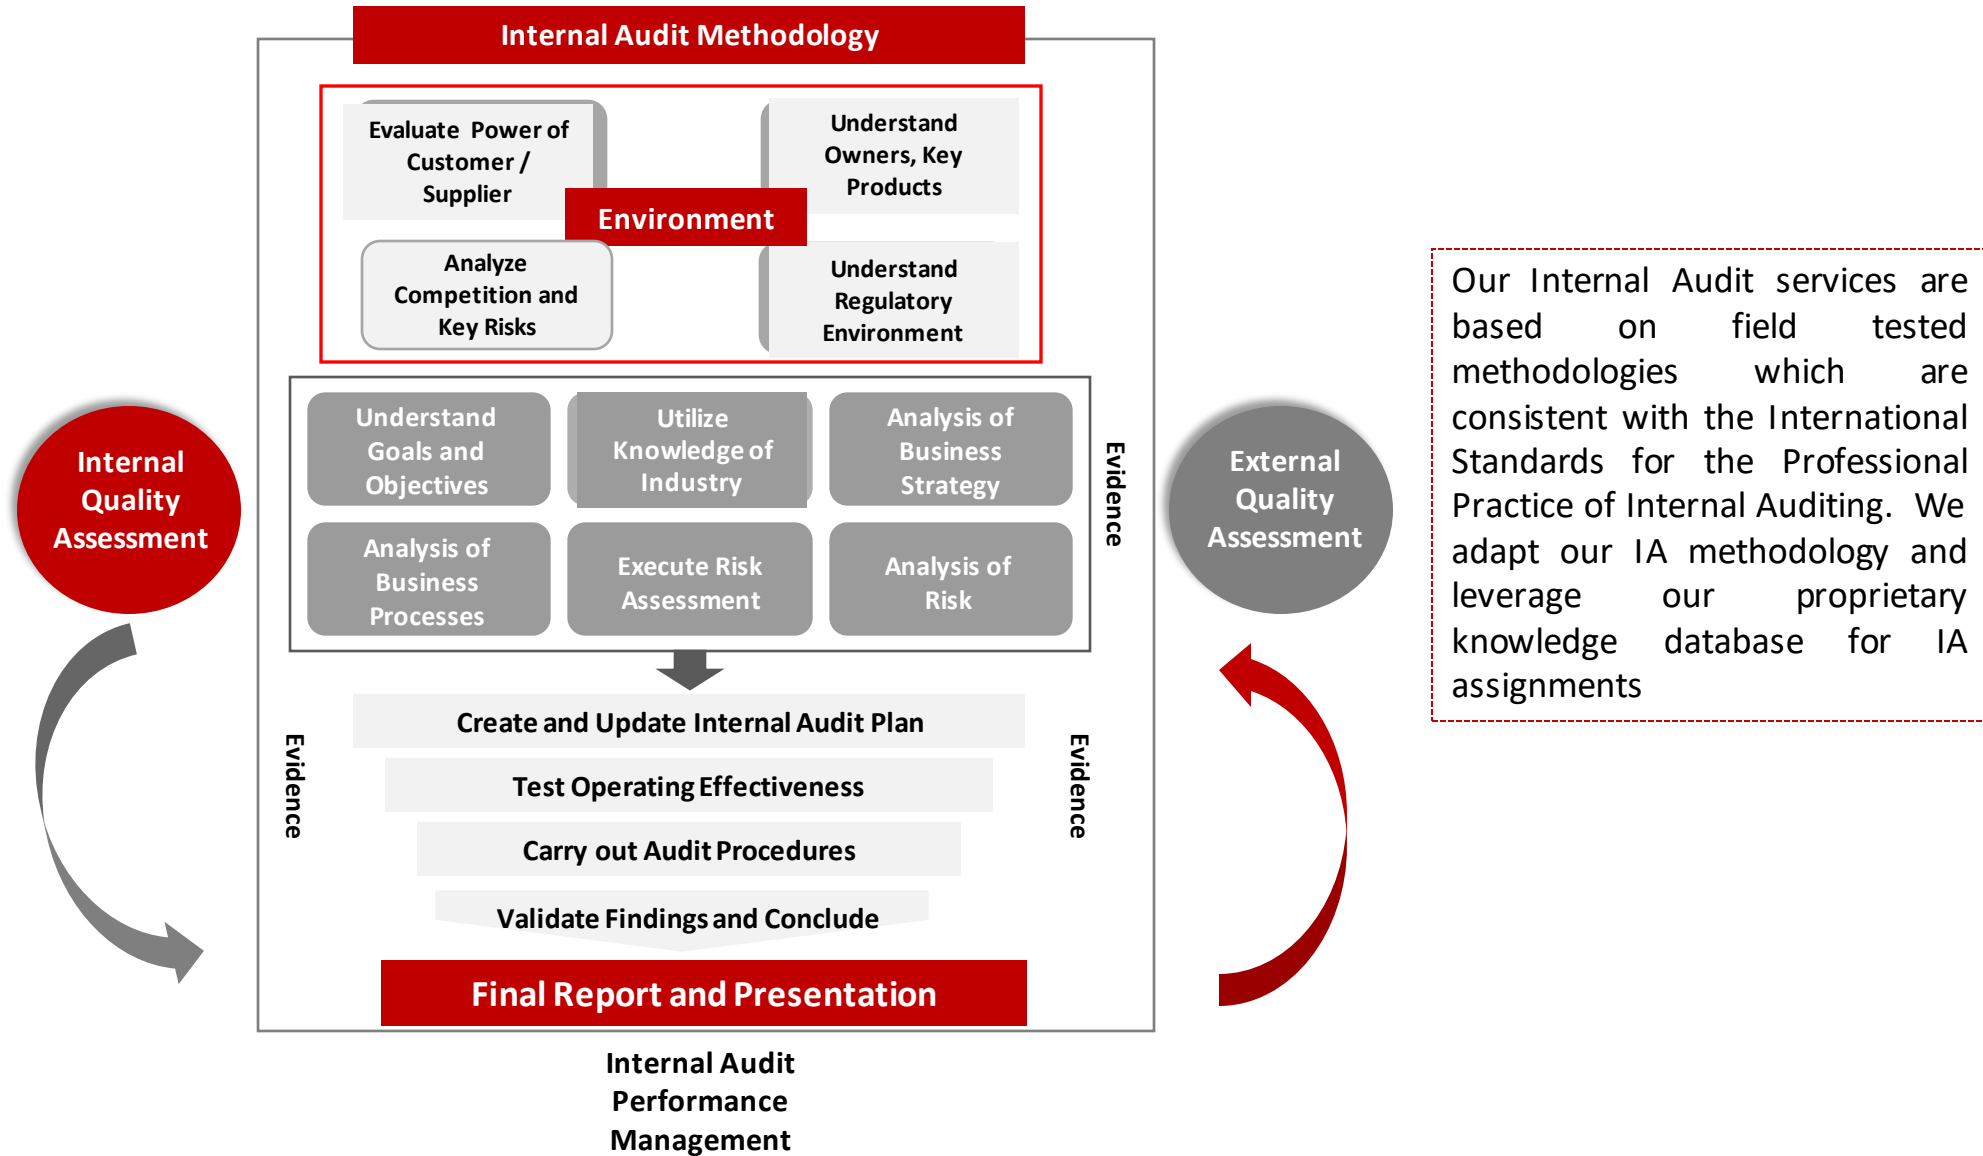 Internal Audit Methodology
Evaluate Power of
Customer /
Supplier
Understand
Owners, Key
Products
Environment
Analyze
Competition and
Key Risks
Understand
Regulatory
Environment
Understand
Goals and
Objectives
Utilize
Knowledge of
Industry
Analysis of
Business
Strategy
Analysis of
Business
Processes
Execute Risk
Assessment
Analysis of
Risk
Evidence
Internal
Quality
Assessment
External
Quality
Assessment
Create and Update Internal Audit Plan
Test Operating Effectiveness
Carry out Audit Procedures
Validate Findings and Conclude
Evidence
Evidence
Final Report and Presentation
Internal Audit
Performance
Management
Our Internal Audit services are
based on field tested
methodologies which are
consistent with the International
Standards for the Professional
Practice of Internal Auditing. We
adapt our IA methodology and
leverage our proprietary
knowledge database for IA
assignments